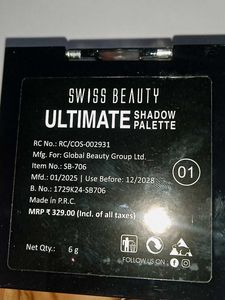 SWISS BEAUTY
ULTIMATE SHADOW PALETTE
RC No.: RC/COS-002931
Mfg. For: Global Beauty Group Ltd.
Item No.: SB-706
Mfd.: 01/2025 | Use Before: 12/2028
B. No.: 1729K24-SB706
Made in P.R.C.
MRP ₹ 329.00 (Incl. of all taxes)
01
Net Qty.: 6 g
FOLLOW US ON :